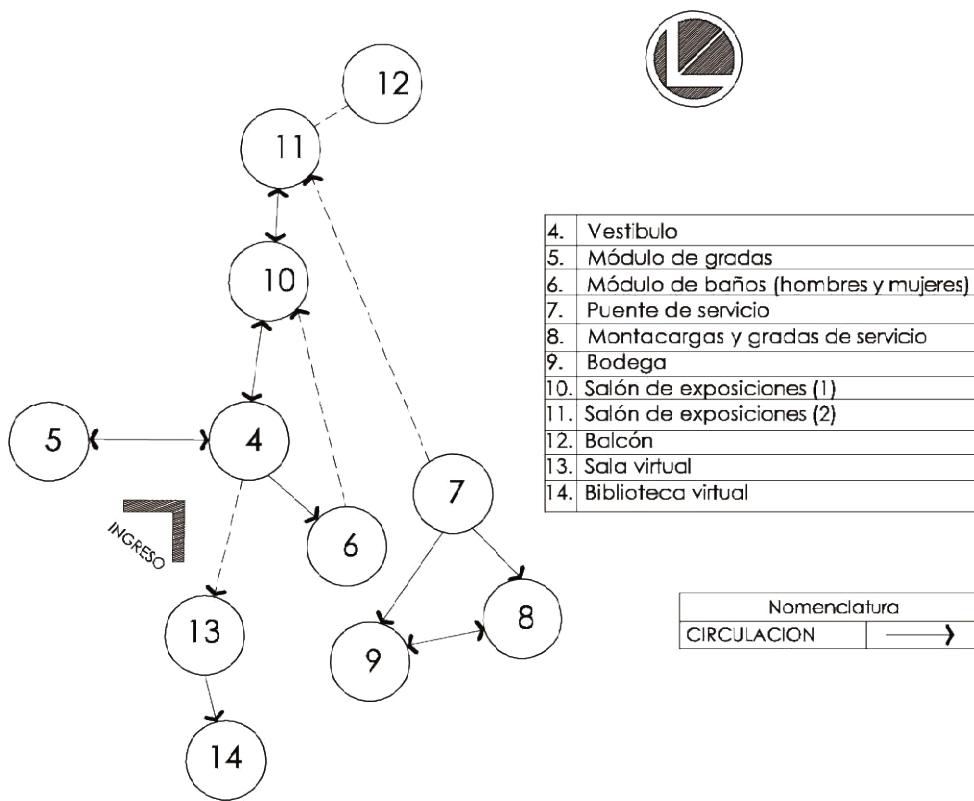 12
11
10
5
4
7
6
INGRESO
13
8
9
14
4. Vestibulo
5. Módulo de gradas
6. Módulo de baños (hombres y mujeres)
7. Puente de servicio
8. Montacargas y gradas de servicio
9. Bodega
10. Salón de exposiciones (1)
11. Salón de exposiciones (2)
12. Balcón
13. Sala virtual
14. Biblioteca virtual
Nomenclatura
CIRCULACION